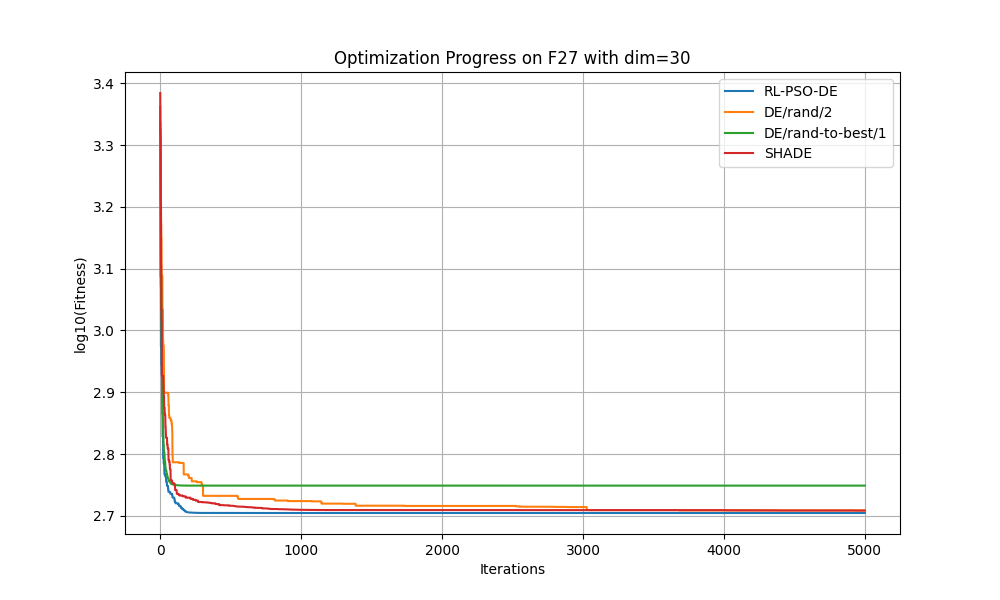 Optimization Progress on F27 with dim=30
RL-PSO-DE
DE/rand/2
DE/rand-to-best/1
SHADE
log10(Fitness)
3.4
3.3
3.2
3.1
3.0
2.9
2.8
2.7
0 1000 2000 3000 4000 5000
Iterations